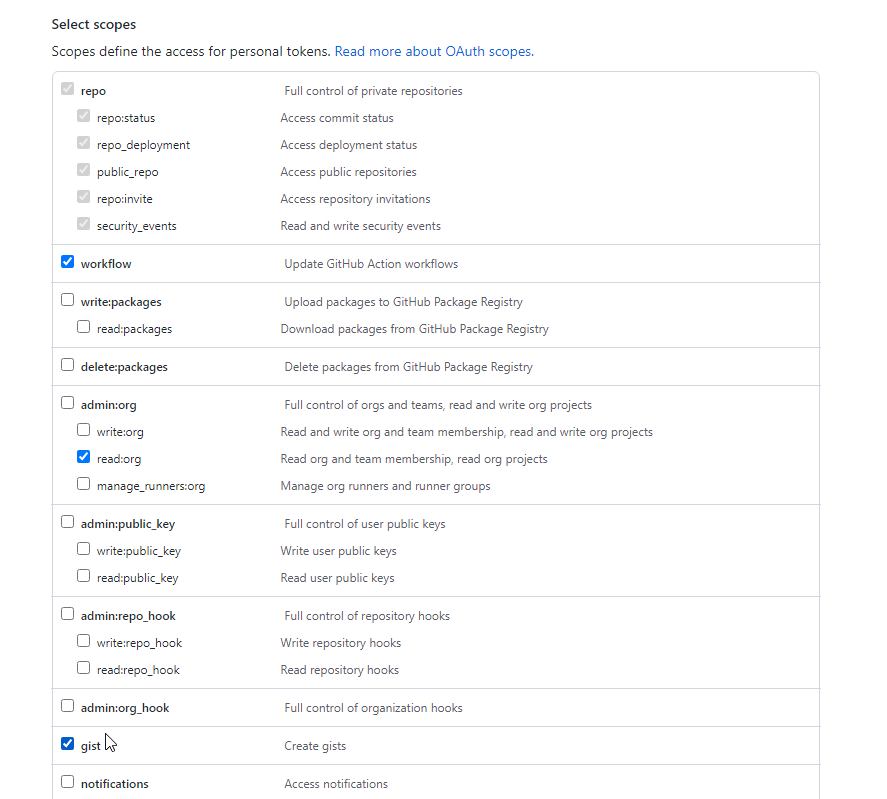 Select scopes
Scopes define the access for personal tokens. Read more about OAuth scopes.
repo Full control of private repositories
repo:status Access commit status
repo_deployment Access deployment status
public_repo Access public repositories
repo:invite Access repository invitations
security_events Read and write security events
workflow Update GitHub Action workflows
write:packages Upload packages to GitHub Package Registry
read:packages Download packages from GitHub Package Registry
delete:packages Delete packages from GitHub Package Registry
admin:org Full control of orgs and teams, read and write org projects
write:org Read and write org and team membership, read and write org projects
read:org Read org and team membership, read org projects
manage_runners:org Manage org runners and runner groups
admin:public_key Full control of user public keys
write:public_key Write user public keys
read:public_key Read user public keys
admin:repo_hook Full control of repository hooks
write:repo_hook Write repository hooks
read:repo_hook Read repository hooks
admin:org_hook Full control of organization hooks
gist Create gists
notifications Access notifications